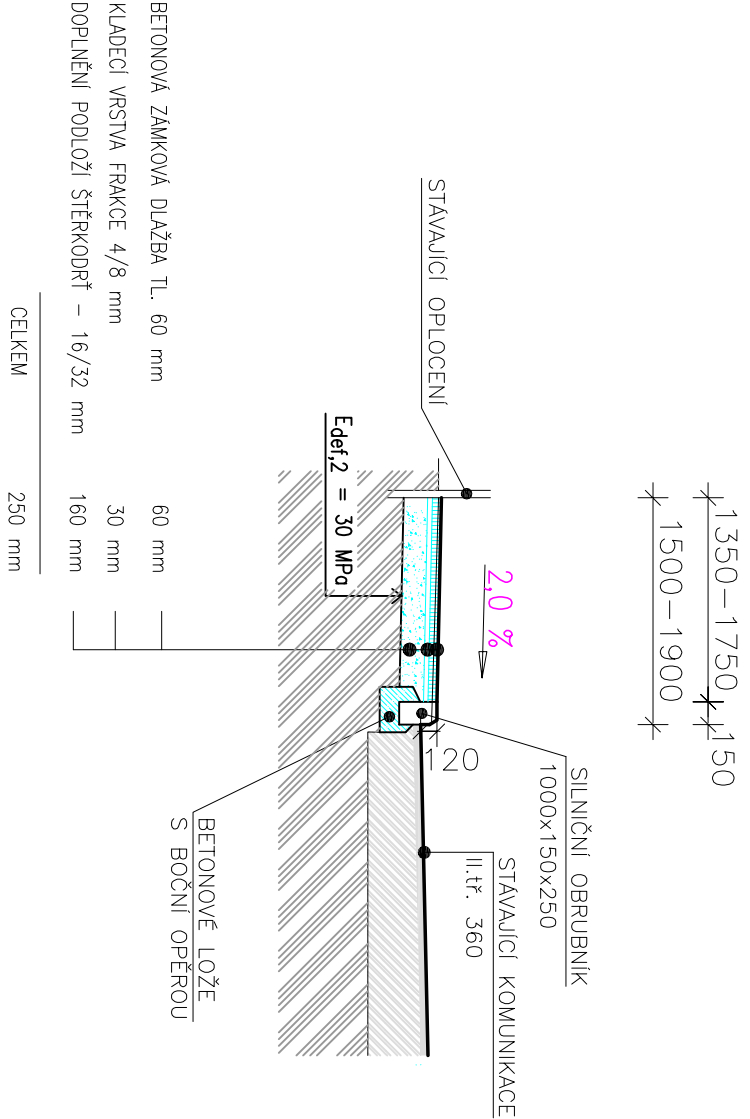 1350-1750
150
1500-1900
2,0 %
120
STÁVAJÍCÍ OPLOCENÍ
SILNIČNÍ OBRUBNÍK
1000x150x250
STÁVAJÍCÍ KOMUNIKACE
II.tř. 360
Edef,2 = 30 MPa
BETONOVÉ LOŽE
S BOČNÍ OPĚROU
BETONOVÁ ZÁMKOVÁ DLAŽBA TL. 60 mm 60 mm
KLADECÍ VRSTVA FRAKCE 4/8 mm 30 mm
DOPLNĚNÍ PODLOŽÍ ŠTĚRKODRŤ - 16/32 mm 160 mm
CELKEM 250 mm